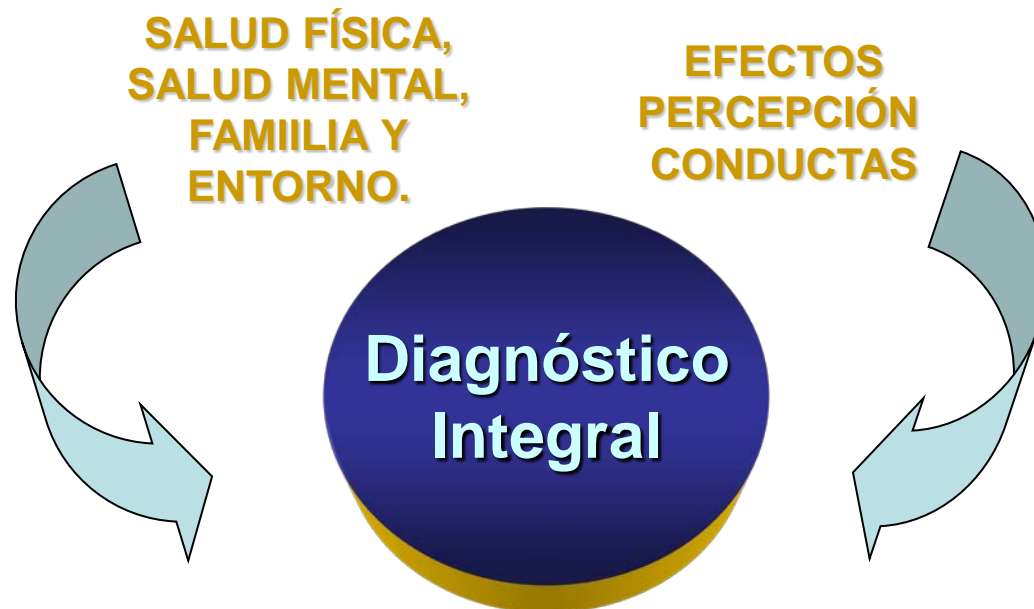 SALUD FÍSICA,
SALUD MENTAL,
FAMIILIA Y
ENTORNO.
EFECTOS
PERCEPCIÓN
CONDUCTAS
Diagnóstico
Integral